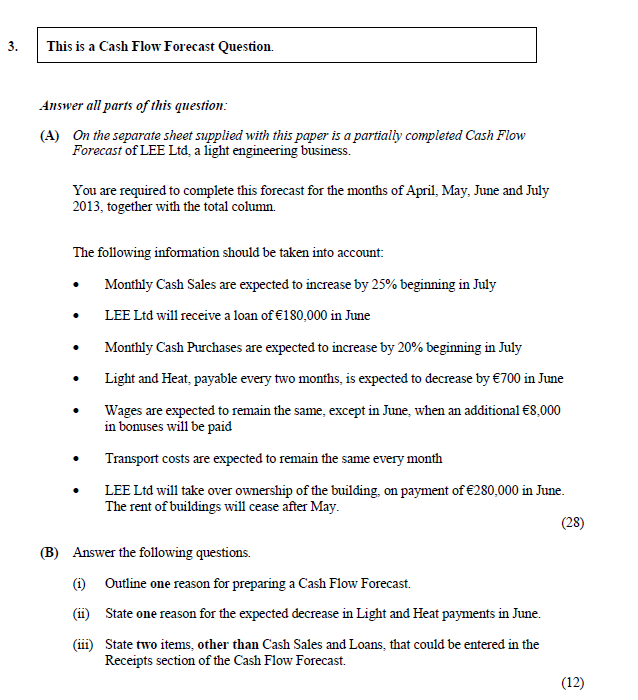 3. This is a Cash Flow Forecast Question.
Answer all parts of this question:
(A) On the separate sheet supplied with this paper is a partially completed Cash Flow
Forecast of LEE Ltd, a light engineering business.
You are required to complete this forecast for the months of April, May, June and July
2013, together with the total column.
The following information should be taken into account:
• Monthly Cash Sales are expected to increase by 25% beginning in July
• LEE Ltd will receive a loan of €180,000 in June
• Monthly Cash Purchases are expected to increase by 20% beginning in July
• Light and Heat, payable every two months, is expected to decrease by €700 in June
• Wages are expected to remain the same, except in June, when an additional €8,000
in bonuses will be paid
• Transport costs are expected to remain the same every month
• LEE Ltd will take over ownership of the building, on payment of €280,000 in June.
The rent of buildings will cease after May.
(28)
(B) Answer the following questions.
(i) Outline one reason for preparing a Cash Flow Forecast.
(ii) State one reason for the expected decrease in Light and Heat payments in June.
(iii) State two items, other than Cash Sales and Loans, that could be entered in the
Receipts section of the Cash Flow Forecast.
(12)